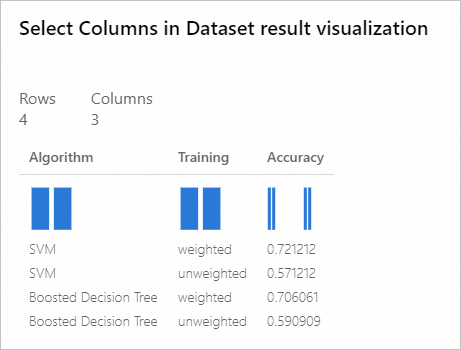 Select Columns in Dataset result visualization
Rows Columns
4 3
Algorithm Training Accuracy
SVM weighted 0.721212
SVM unweighted 0.571212
Boosted Decision Tree weighted 0.706061
Boosted Decision Tree unweighted 0.590909